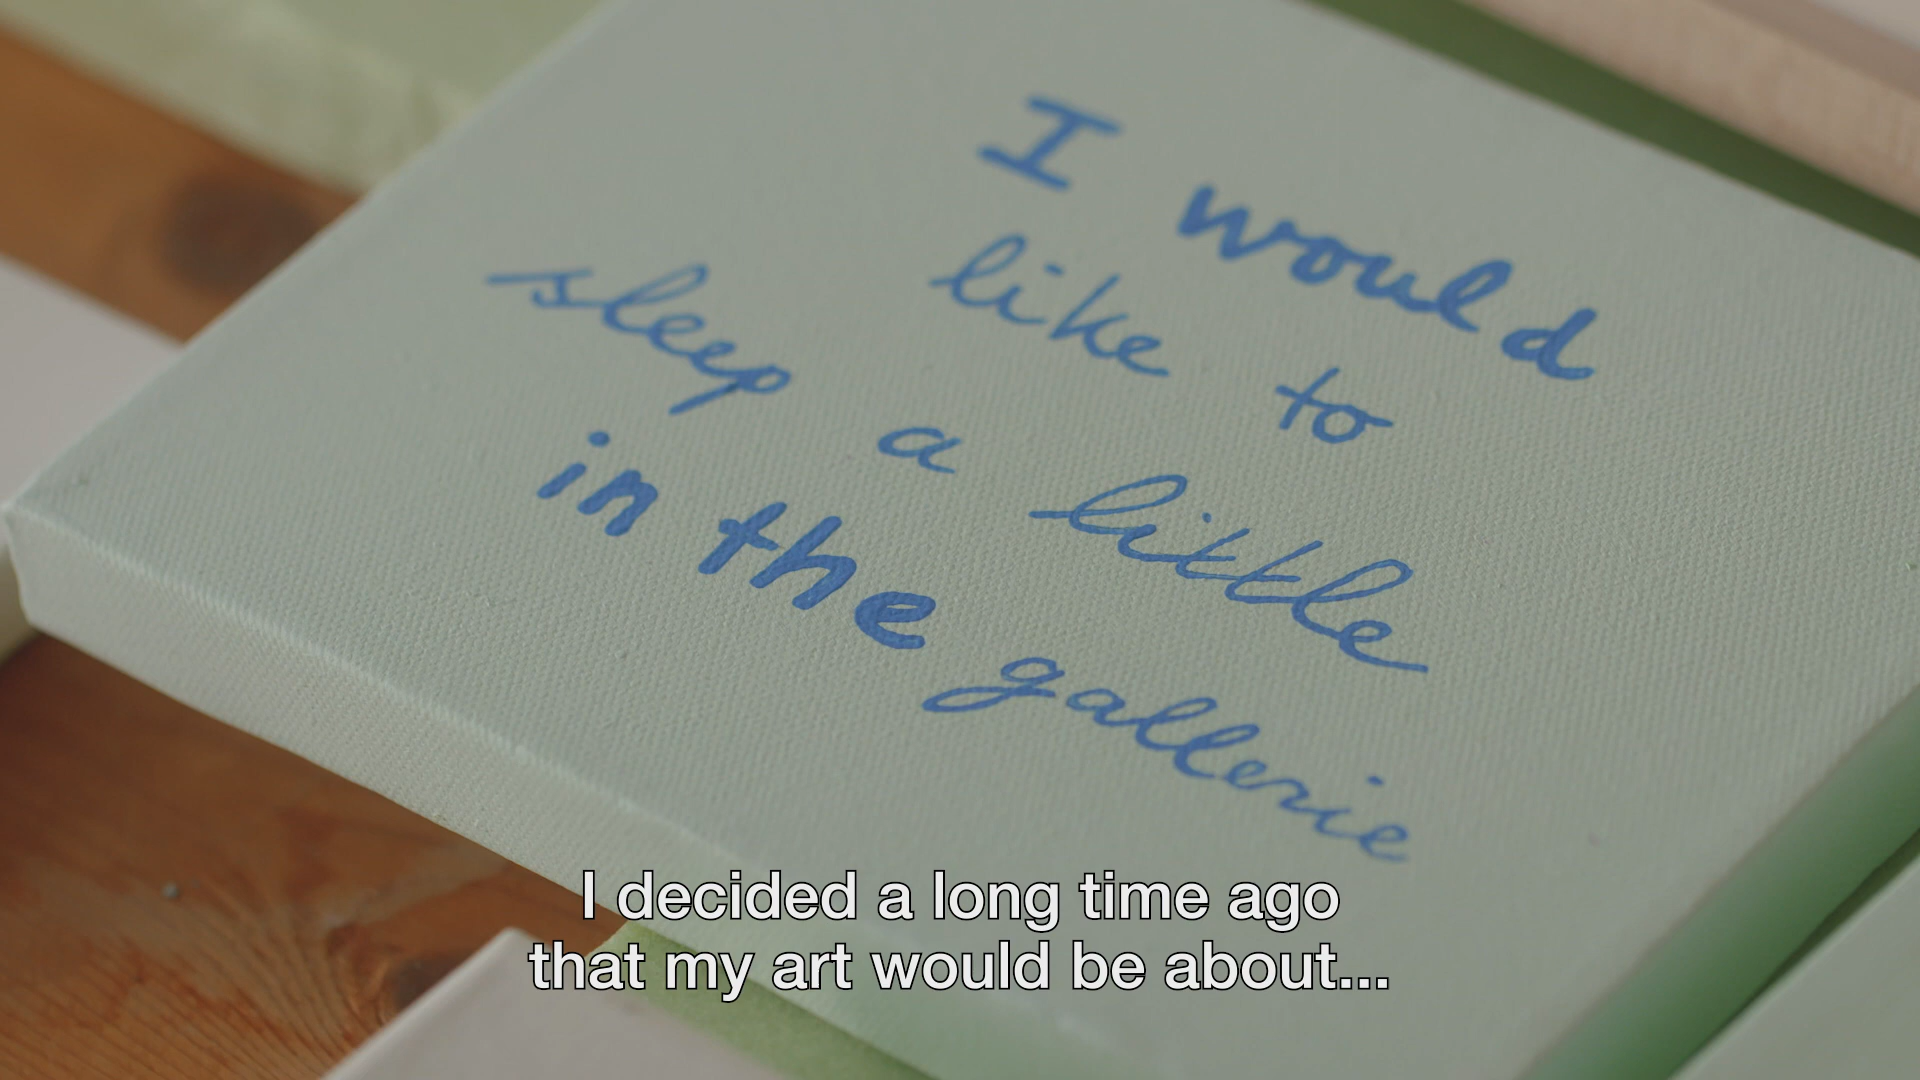 I would
like to
sleep a little
in the gallerie
I decided a long time ago
that my art would be about...